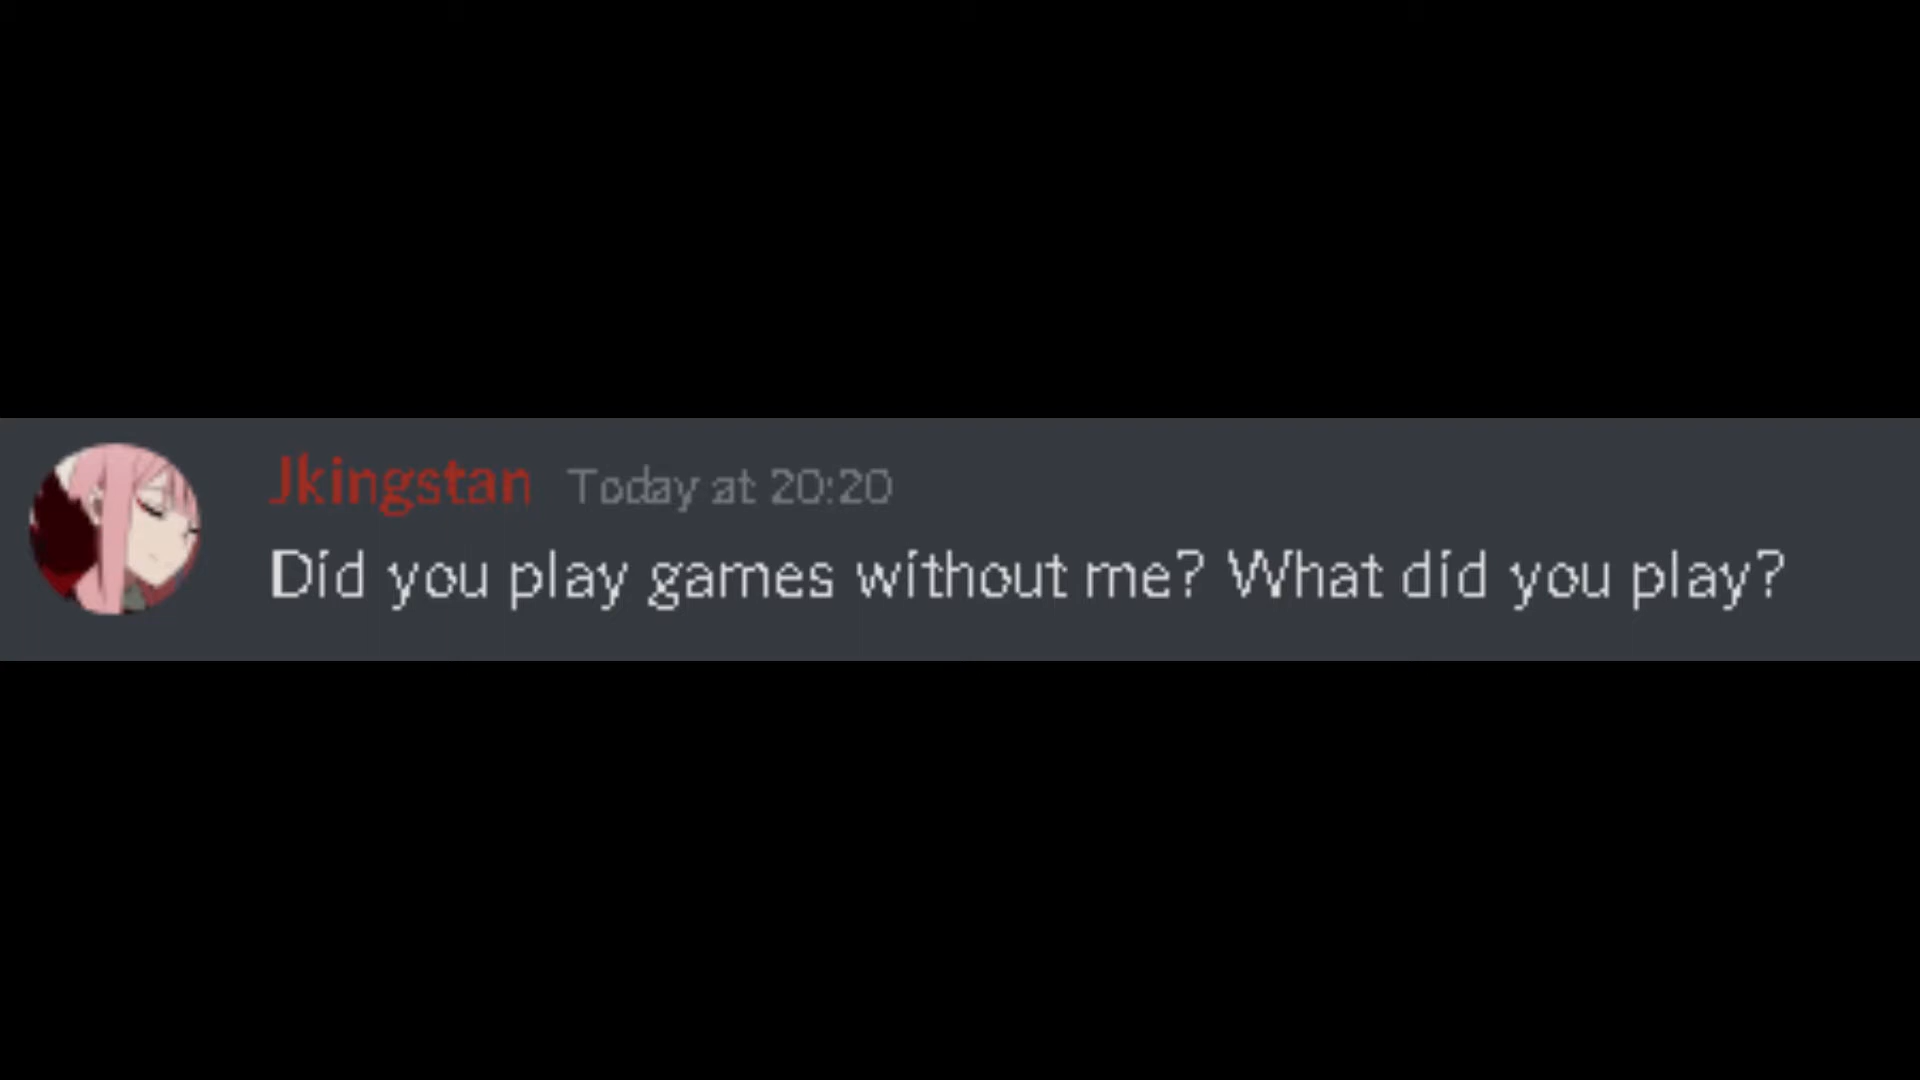 Jkingstan Today at 20:20
Did you play games without me? What did you play?